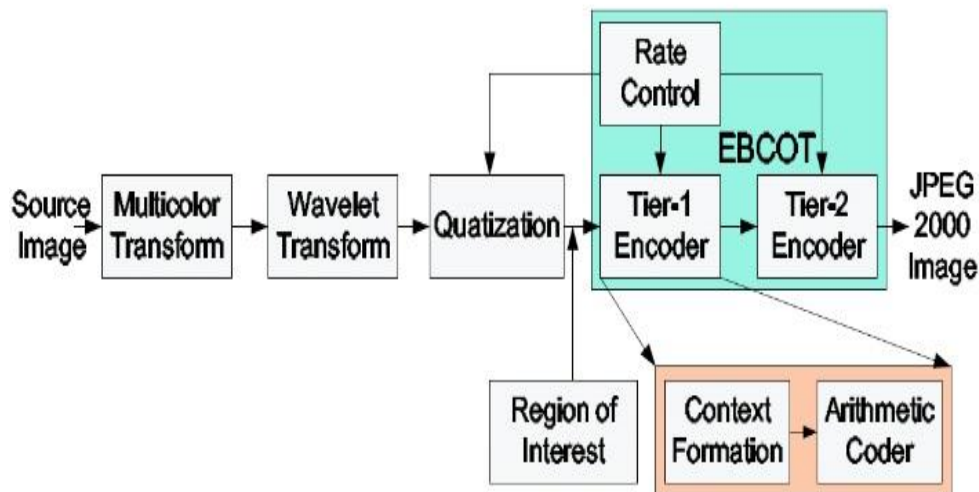 Rate
Control
EBCOT
Source
Image
Multicolor
Transform
Wavelet
Transform
Quatization
Tier-1
Encoder
Tier-2
Encoder
JPEG
2000
Image
Region of
Interest
Context
Formation
Arithmetic
Coder